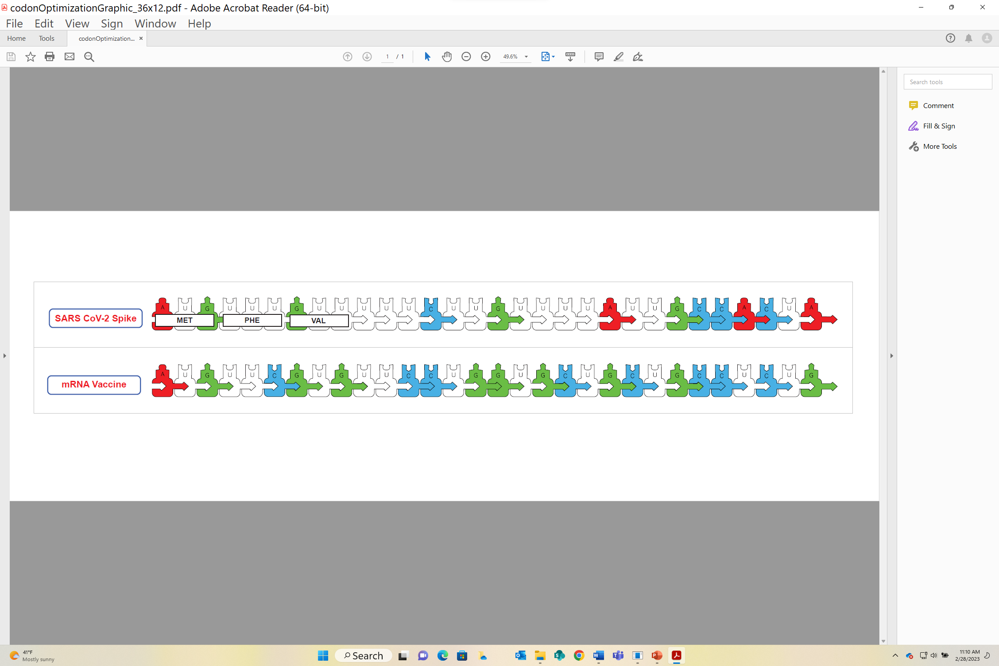 codonOptimizationGraphic_36x12.pdf - Adobe Acrobat Reader (64-bit)
File Edit View Sign Window Help
Home Tools codonOptimization... ×
1 / 1 49.6%
Search tools
Comment
Fill & Sign
More Tools
A U G U U U G U U U U U C U U G U U U U A U U G C C A C U A
SARS CoV-2 Spike
MET PHE VAL
A U G U U C G U G U U C C U G G U G C U G C U G C C U C U G
mRNA Vaccine
41°F
Mostly sunny
Search
11:10 AM
2/28/2023